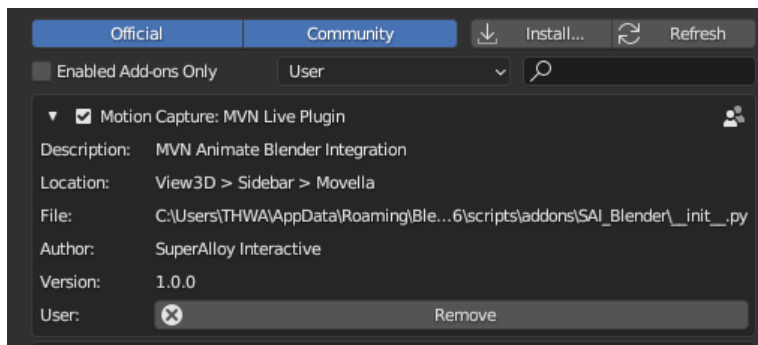 Official Community Install... Refresh
Enabled Add-ons Only User
Motion Capture: MVN Live Plugin
Description: MVN Animate Blender Integration
Location: View3D > Sidebar > Movella
File: C:\Users\THWA\AppData\Roaming\Ble...6\scripts\addons\SAI_Blender\__init__.py
Author: SuperAlloy Interactive
Version: 1.0.0
User: Remove